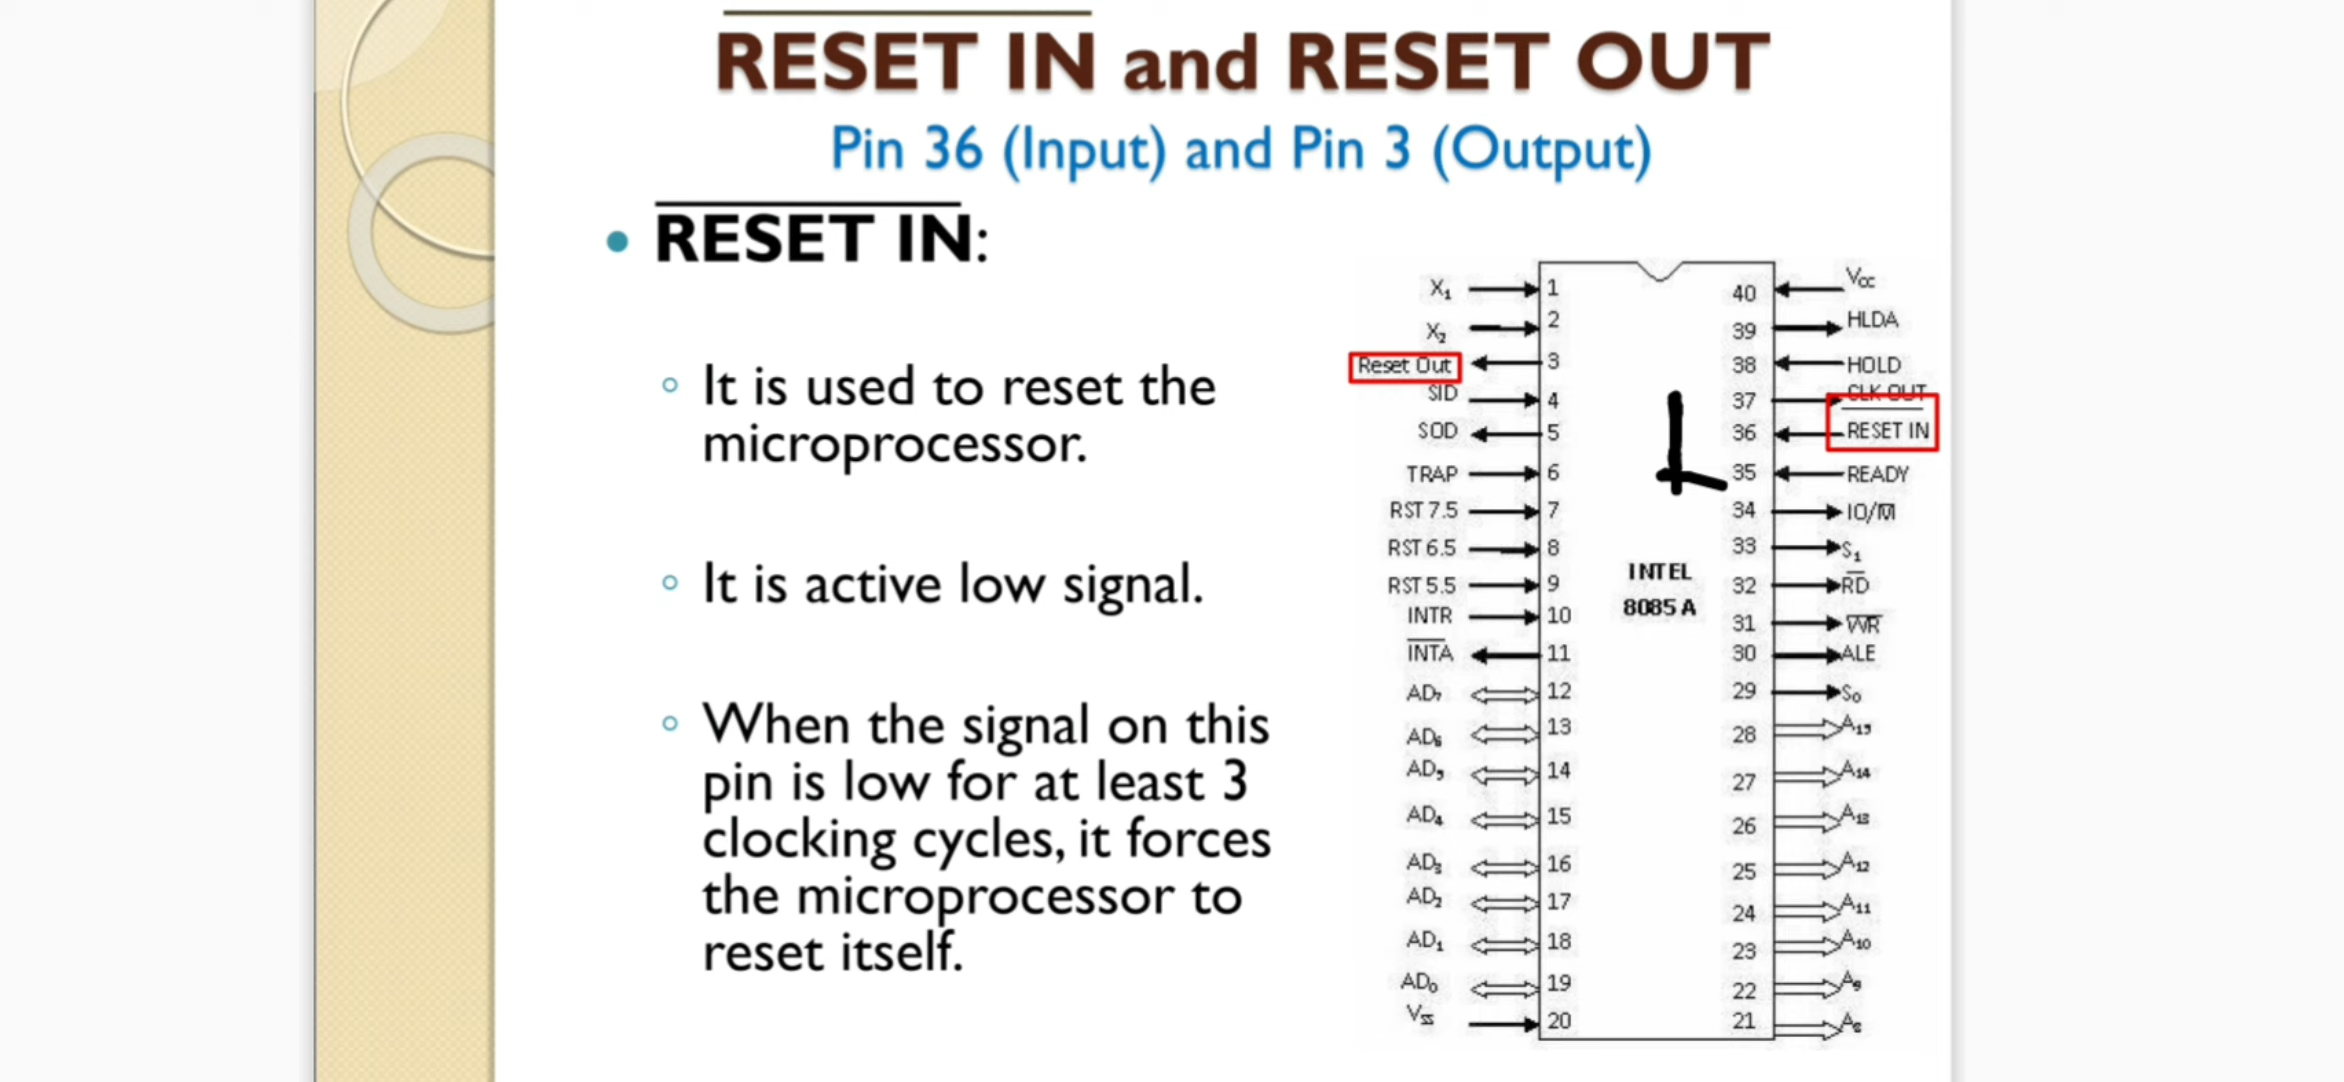 RESET IN and RESET OUT
Pin 36 (Input) and Pin 3 (Output)
RESET IN:
It is used to reset the
microprocessor.
It is active low signal.
When the signal on this
pin is low for at least 3
clocking cycles, it forces
the microprocessor to
reset itself.
X1 1
X2 2
Reset Out 3
SID 4
SOD 5
TRAP 6
RST 7.5 7
RST 6.5 8
RST 5.5 9
INTR 10
INTA 11
AD7 12
AD6 13
AD5 14
AD4 15
AD3 16
AD2 17
AD1 18
AD0 19
Vss 20
INTEL
8085 A
40 Vcc
39 HLDA
38 HOLD
37 CLK OUT
36 RESET IN
35 READY
34 IO/M
33 S1
32 RD
31 WR
30 ALE
29 S0
28 A15
27 A14
26 A13
25 A12
24 A11
23 A10
22 A9
21 A8